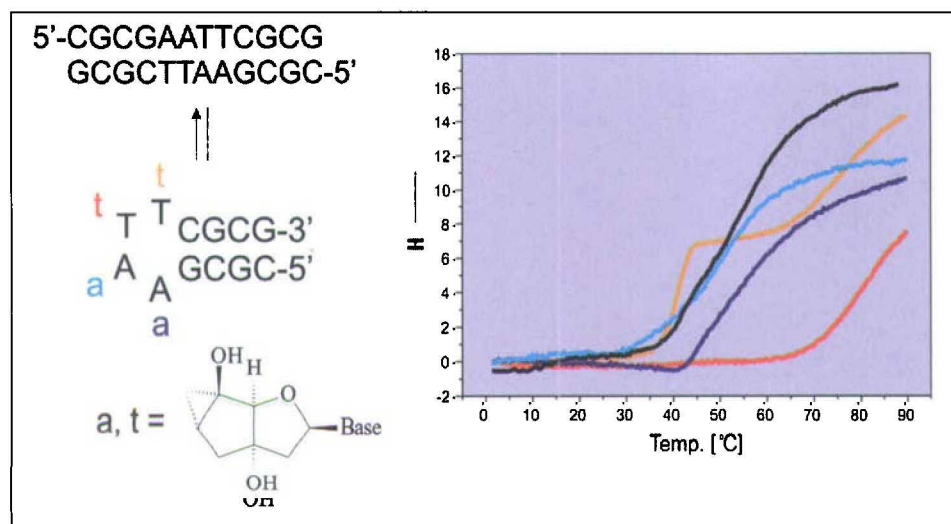 5'-CGCGAATTCGCG
GCGCTTAAGCGC-5'
t
t
T
T
CGCG-3'
A
A
GCGC-5'
a
a
OH
H
O
a, t =
Base
OH
OH
H
18
16
14
12
10
8
6
4
2
0
-2
0
10
20
30
40
50
60
70
80
90
Temp. [°C]